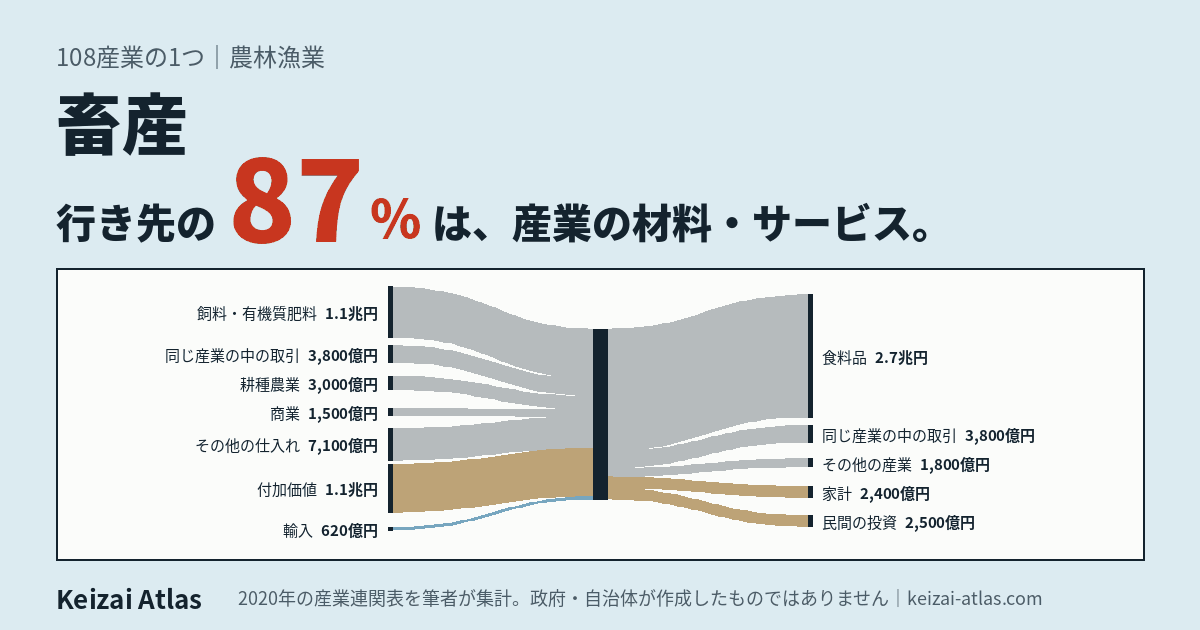 108産業の1つ｜農林漁業
畜産
行き先の 87% は、産業の材料・サービス。
飼料・有機質肥料 1.1兆円
同じ産業の中の取引 3,800億円
耕種農業 3,000億円
商業 1,500億円
その他の仕入れ 7,100億円
付加価値 1.1兆円
輸入 620億円
食料品 2.7兆円
同じ産業の中の取引 3,800億円
その他の産業 1,800億円
家計 2,400億円
民間の投資 2,500億円
Keizai Atlas 2020年の産業連関表を筆者が集計。政府・自治体が作成したものではありません｜keizai-atlas.com